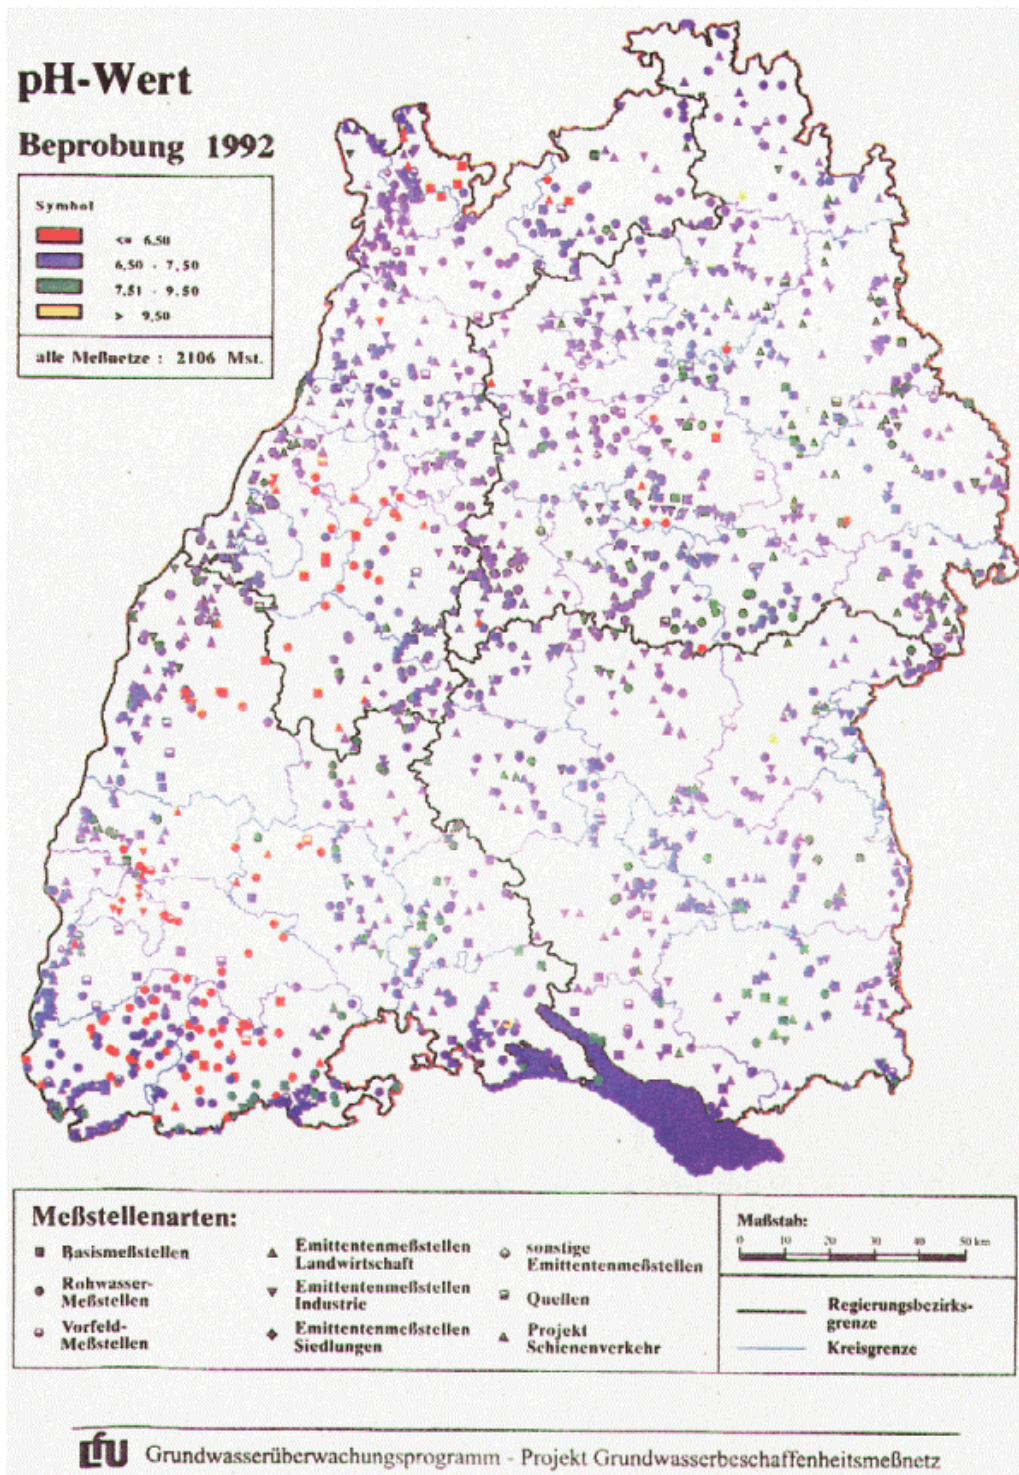 pH-Wert
Beprobung 1992
Symbol
<= 6,50
6,50 - 7,50
7,51 - 9,50
> 9,50
alle Meßnetze : 2106 Mst.
Meßstellenarten:
Basismeßstellen
Rohwasser-
Meßstellen
Vorfeld-
Meßstellen
Emittentenmeßstellen
Landwirtschaft
Emittentenmeßstellen
Industrie
Emittentenmeßstellen
Siedlungen
sonstige
Emittentenmeßstellen
Quellen
Projekt
Schienenverkehr
Maßstab:
0 10 20 30 40 50 km
Regierungsbezirks-
grenze
Kreisgrenze
LfU Grundwasserüberwachungsprogramm - Projekt Grundwasserbeschaffenheitsmeßnetz